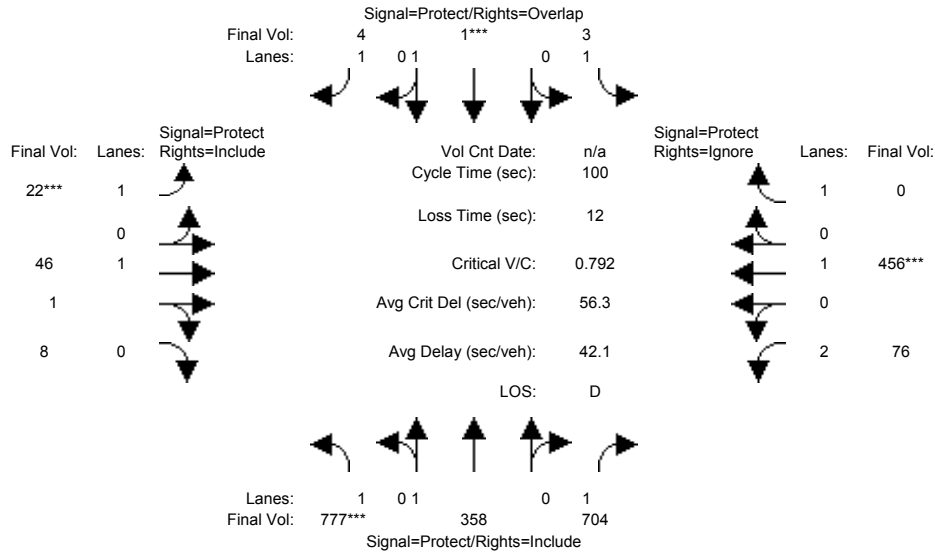 Signal=Protect/Rights=Overlap
Final Vol: 4 1*** 3
Lanes: 1 0 1 0 1
Signal=Protect Signal=Protect
Final Vol: Lanes: Rights=Include Vol Cnt Date: n/a Rights=Ignore Lanes: Final Vol:
Cycle Time (sec): 100
22*** 1 1 0
Loss Time (sec): 12
0 0
46 1 Critical V/C: 0.792 1 456***
1 Avg Crit Del (sec/veh): 56.3 0
8 0 Avg Delay (sec/veh): 42.1 2 76
LOS: D
Lanes: 1 0 1 0 1
Final Vol: 777*** 358 704
Signal=Protect/Rights=Include